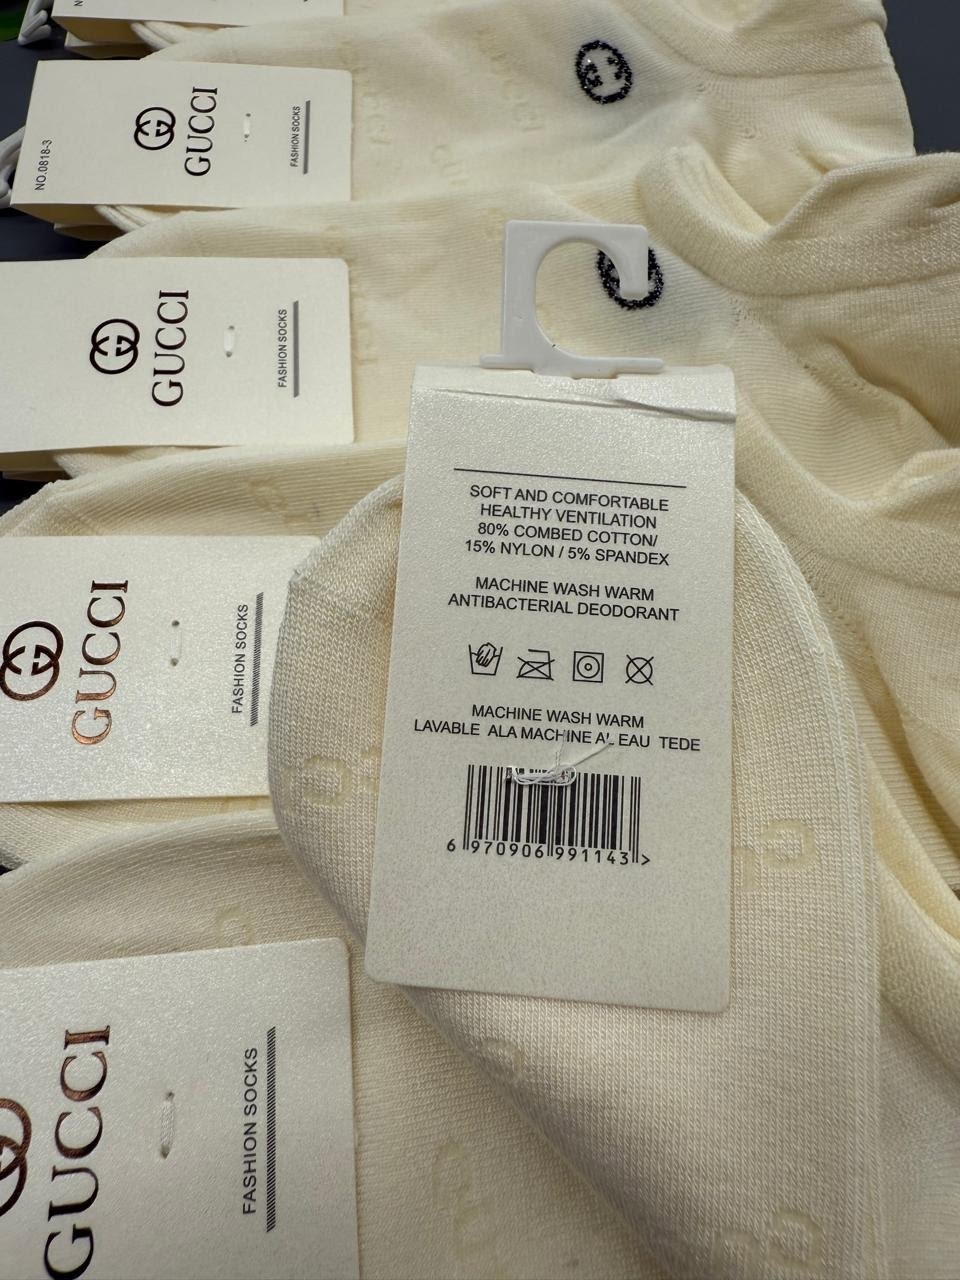 NO.0818-3
GUCCI
FASHION SOCKS
GUCCI
FASHION SOCKS
GUCCI
FASHION SOCKS
GUCCI
FASHION SOCKS
SOFT AND COMFORTABLE
HEALTHY VENTILATION
80% COMBED COTTON/
15% NYLON / 5% SPANDEX
MACHINE WASH WARM
ANTIBACTERIAL DEODORANT
MACHINE WASH WARM
LAVABLE ALA MACHINE AL EAU TEDE
6 970906 991143 >